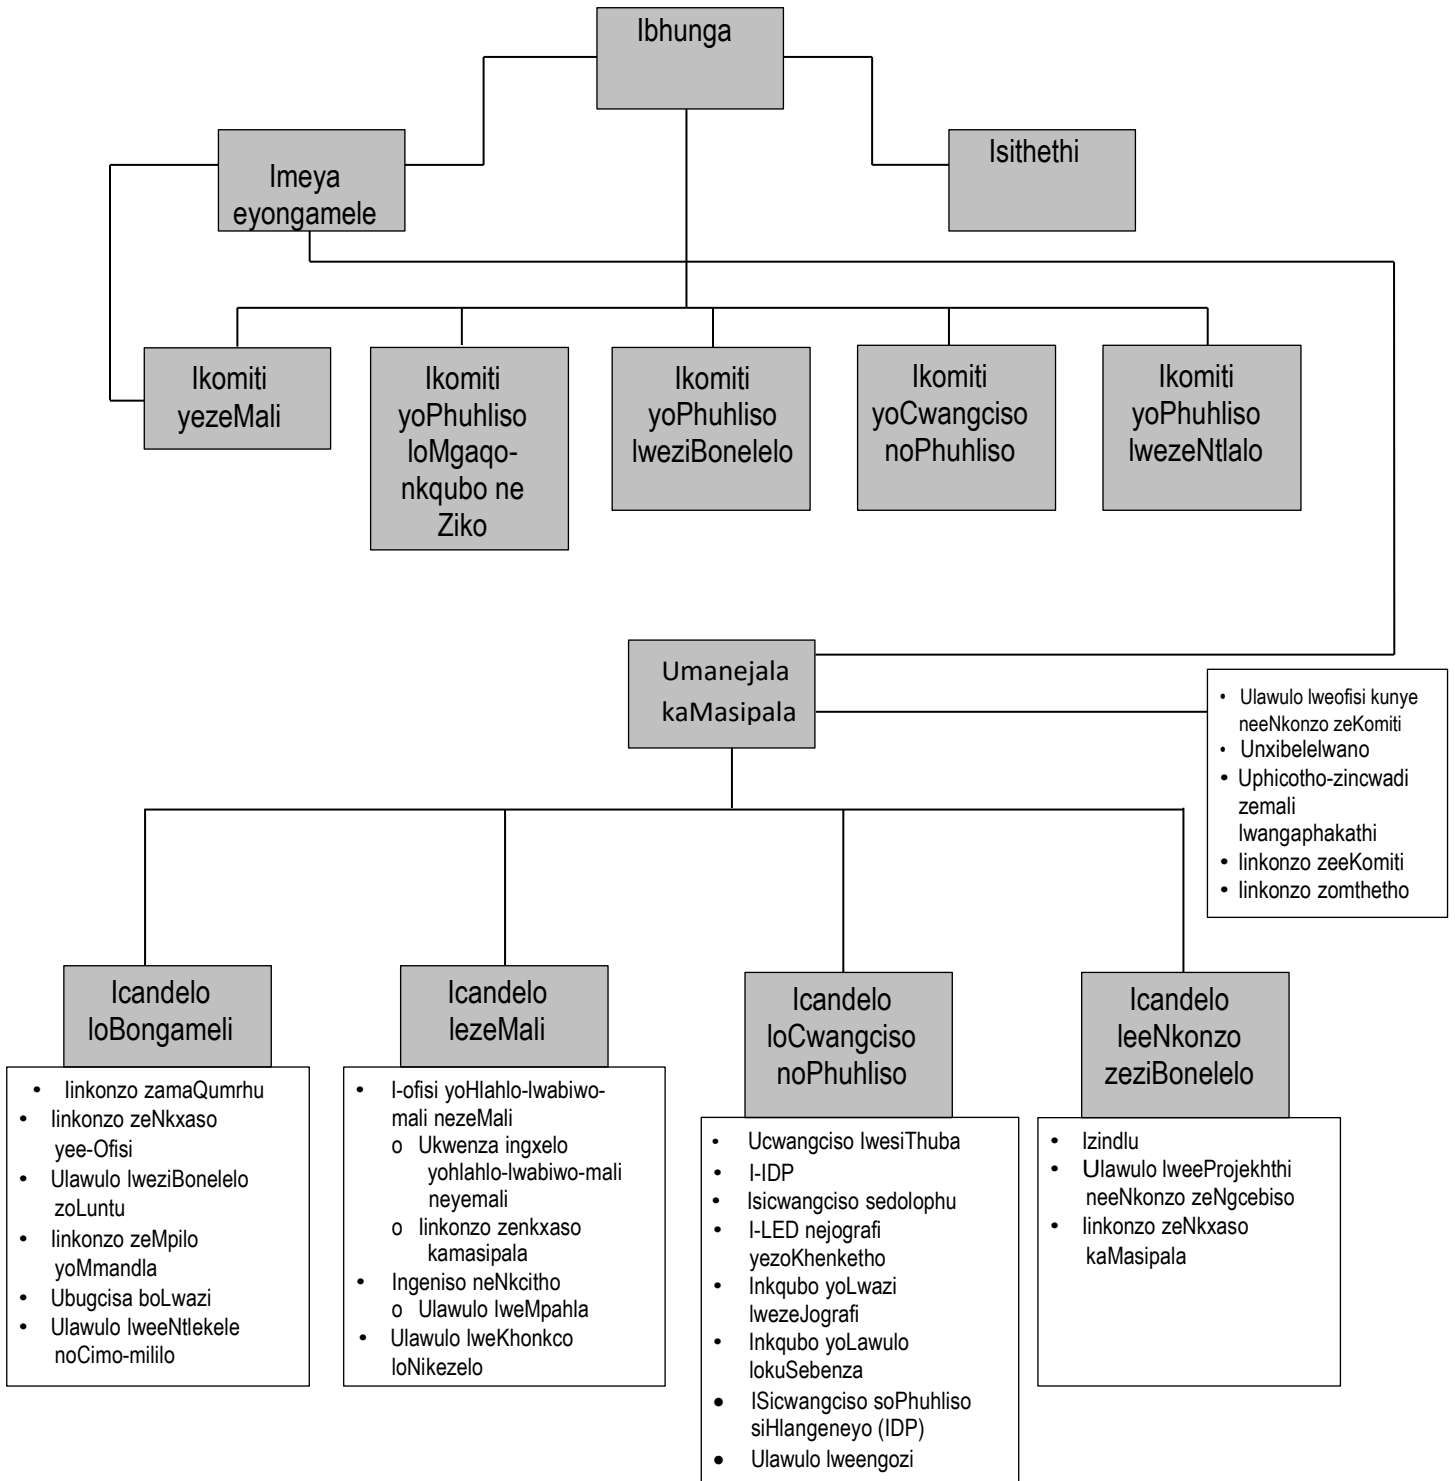 Ibhunga
Isithethi
Imeya
eyongamele
Ikomiti
yezeMali
Ikomiti
yoPhuhliso
loMgaqo-
nkqubo ne
Ziko
Ikomiti
yoPhuhliso
lweziBonelelo
Ikomiti
yoCwangciso
noPhuhliso
Ikomiti
yoPhuhliso
lwezeNtlalo
Umanejala
kaMasipala
• Ulawulo lweofisi kunye
neeNkonzo zeKomiti
• Unxibelelwano
• Uphicotho-zincwadi
zemali
lwangaphakathi
• Iinkonzo zeeKomiti
• Iinkonzo zomthetho
Icandelo
loBongameli
• Iinkonzo zamaQumrhu
• Iinkonzo zeNkxaso
yee-Ofisi
• Ulawulo lweziBonelelo
zoLuntu
• Iinkonzo zeMpilo
yoMmandla
• Ubugcisa boLwazi
• Ulawulo lweeNtlekele
noCimo-mililo
Icandelo
lezeMali
• I-ofisi yoHlahlo-lwabiwo-
mali nezeMali
o Ukwenza ingxelo
yohlahlo-lwabiwo-mali
neyemali
o Iinkonzo zenkxaso
kamasipala
• Ingeniso neNkcitho
o Ulawulo lweMpahla
• Ulawulo lweKhonkco
loNikezelo
Icandelo
loCwangciso
noPhuhliso
• Ucwangciso lwesiThuba
• I-IDP
• Isicwangciso sedolophu
• I-LED nejografi
yezoKhenketho
• Inkqubo yoLwazi
lwezeJografi
• Inkqubo yoLawulo
lokuSebenza
• ISicwangciso soPhuhliso
siHlangeneyo (IDP)
• Ulawulo lweengozi
Icandelo
leeNkonzo
zeziBonelelo
• Izindlu
• Ulawulo lweeProjekhthi
neeNkonzo zeNgcebiso
• Iinkonzo zeNkxaso
kaMasipala